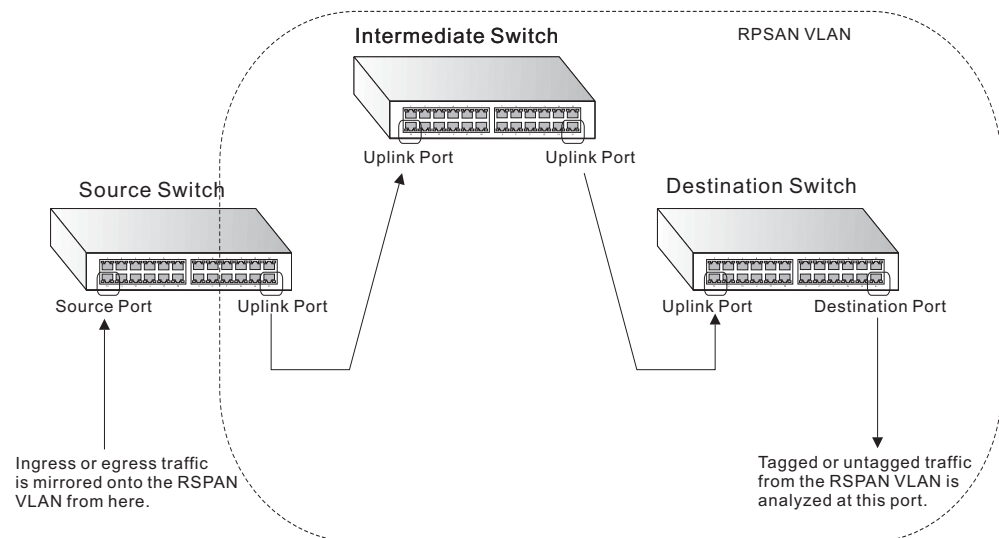 Intermediate Switch
RPSAN VLAN
Uplink Port
Uplink Port
Source Switch
Destination Switch
Source Port
Uplink Port
Uplink Port
Destination Port
Ingress or egress traffic
is mirrored onto the RSPAN
VLAN from here.
Tagged or untagged traffic
from the RSPAN VLAN is
analyzed at this port.